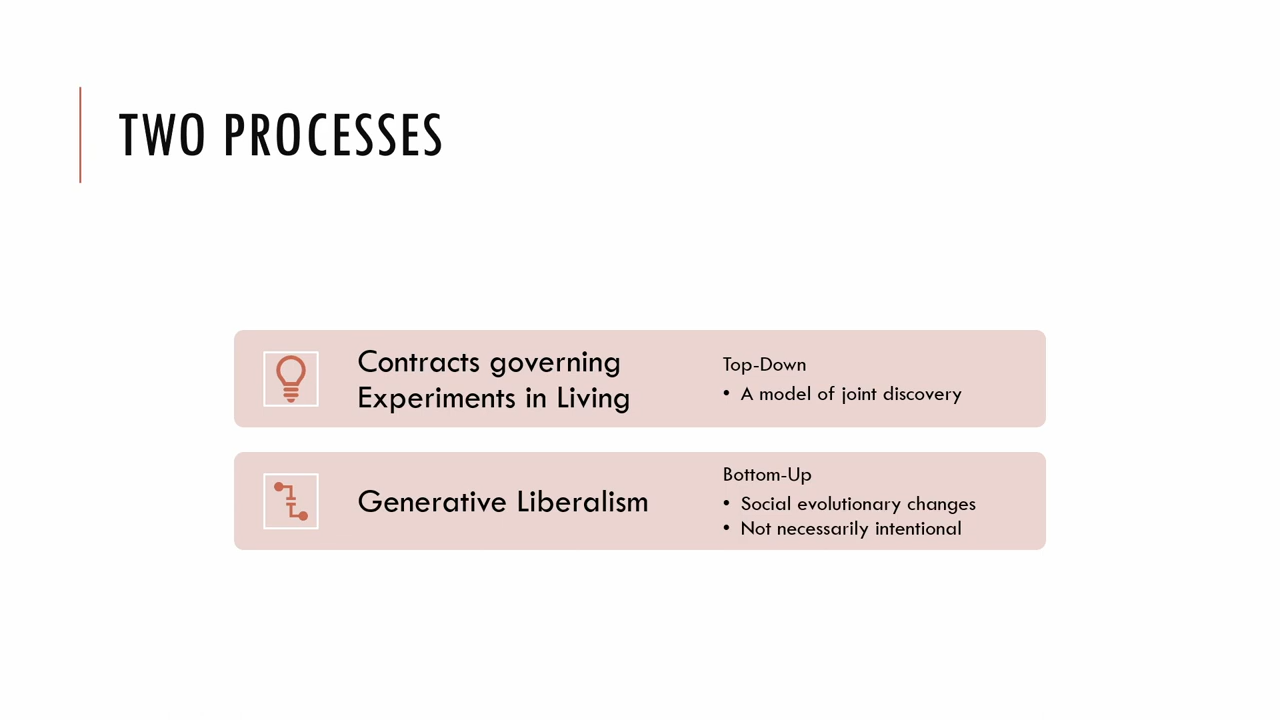 TWO PROCESSES
Contracts governing
Experiments in Living
Top-Down
• A model of joint discovery
Generative Liberalism
Bottom-Up
• Social evolutionary changes
• Not necessarily intentional